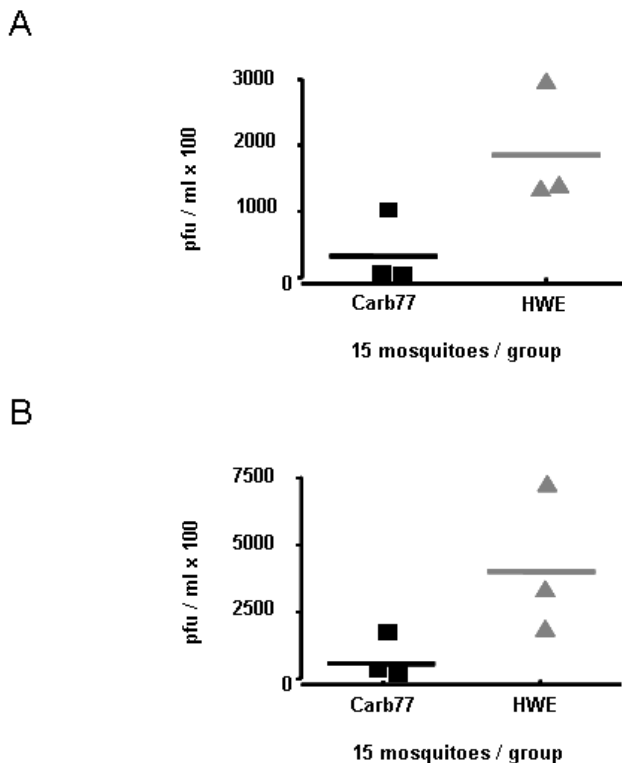 A
3000
2000
1000
0
pfu / ml x 100
Carb77 HWE
15 mosquitoes / group
B
7500
5000
2500
0
pfu / ml x 100
Carb77 HWE
15 mosquitoes / group